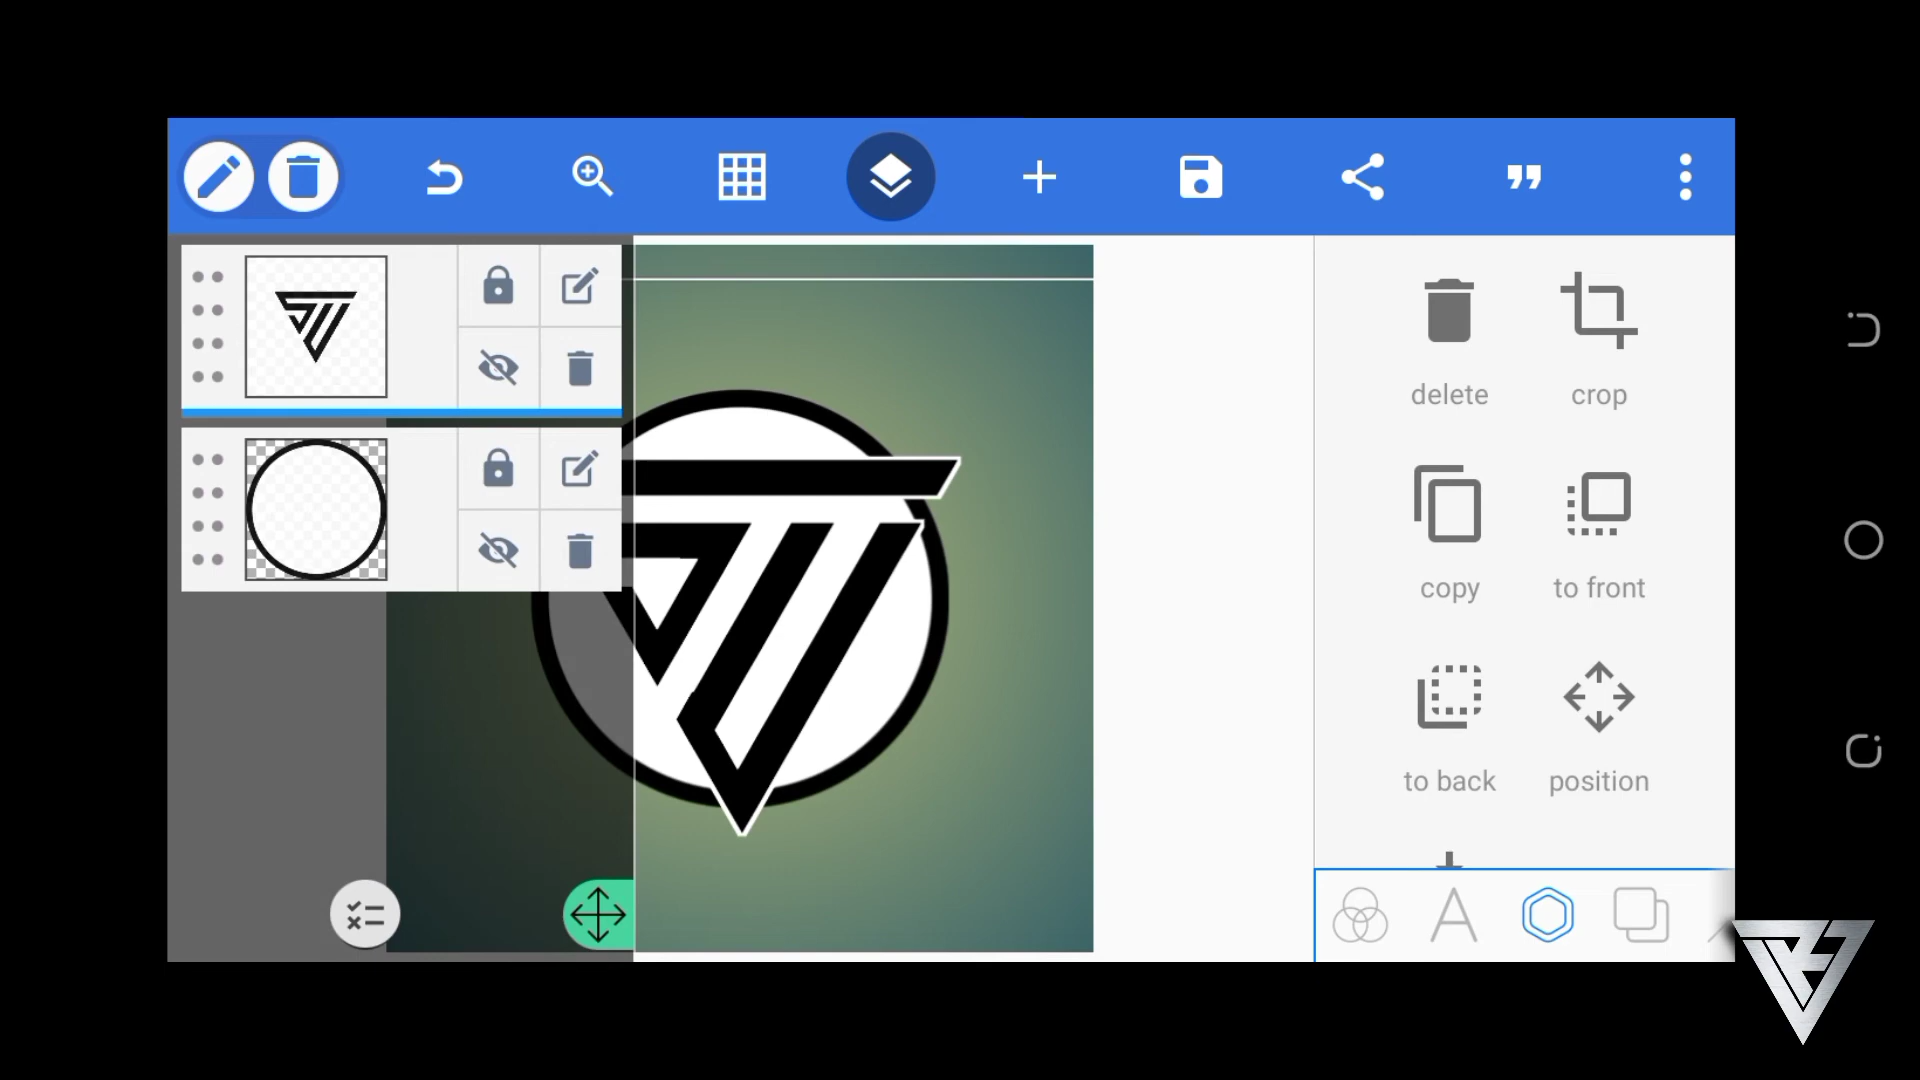 delete
crop
copy
to front
to back
position